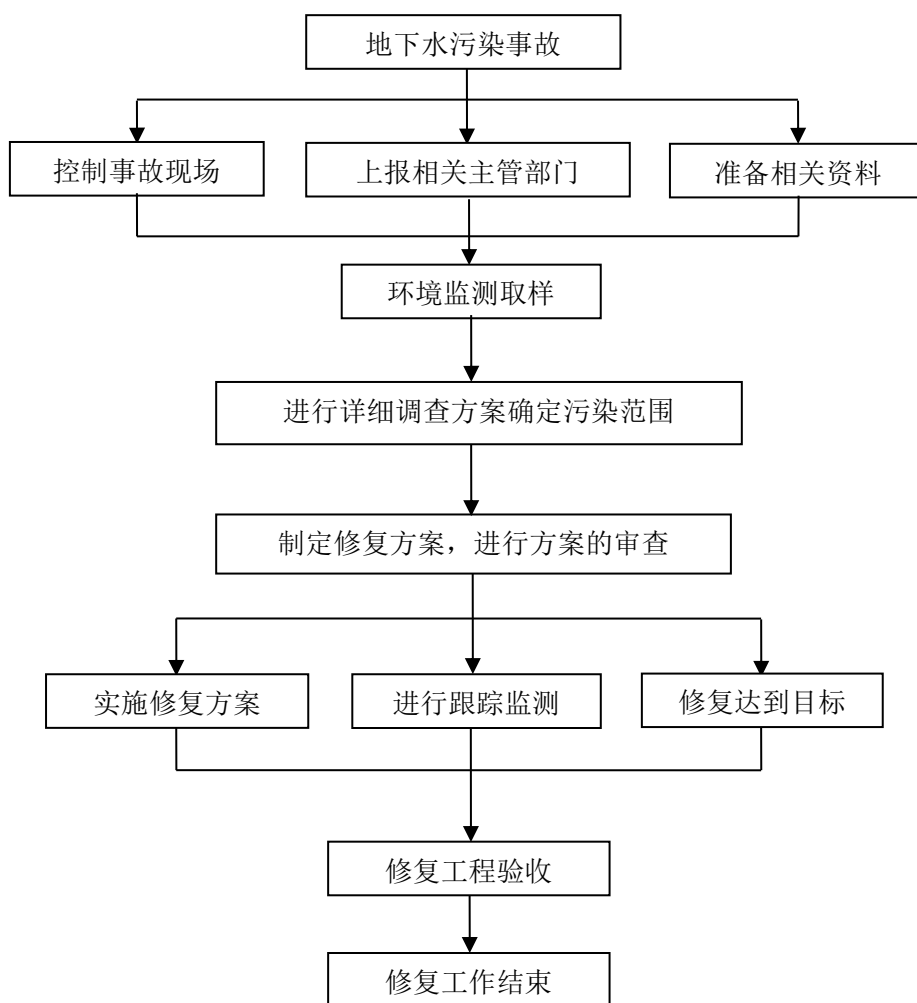 地下水污染事故
控制事故现场
上报相关主管部门
准备相关资料
环境监测取样
进行详细调查方案确定污染范围
制定修复方案，进行方案的审查
实施修复方案
进行跟踪监测
修复达到目标
修复工程验收
修复工作结束